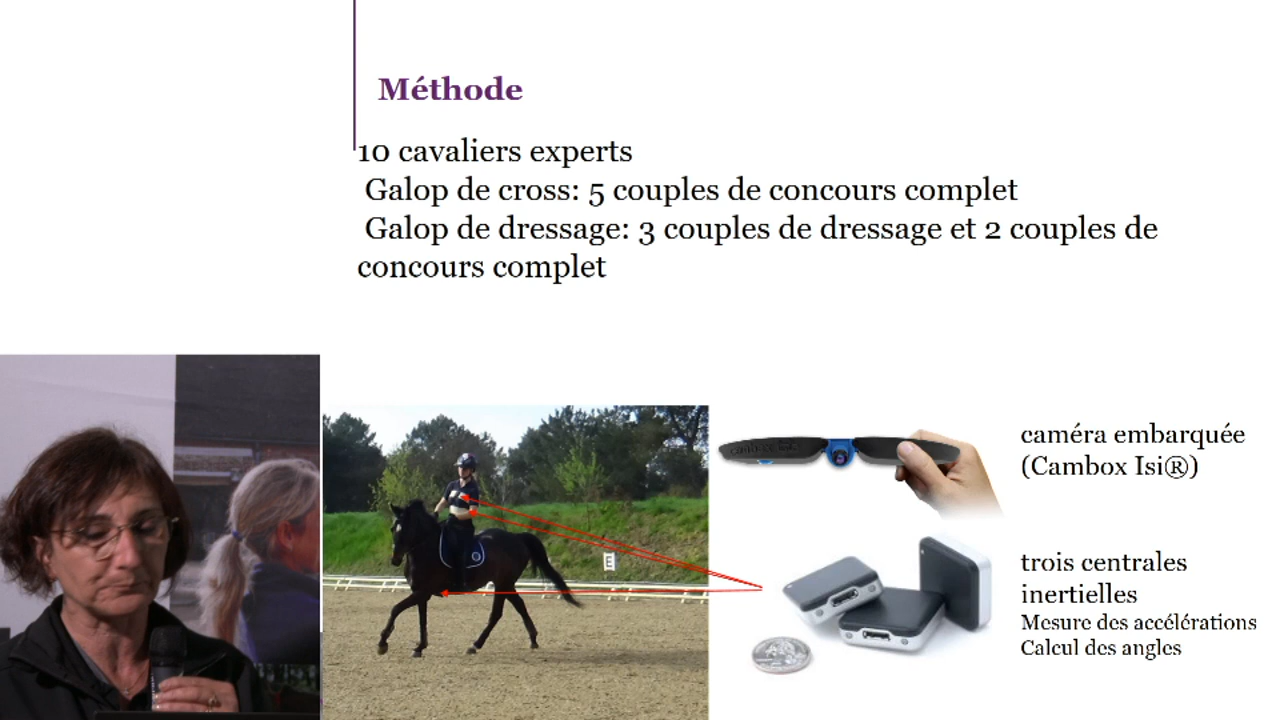 Méthode
10 cavaliers experts
Galop de cross: 5 couples de concours complet
Galop de dressage: 3 couples de dressage et 2 couples de
concours complet
caméra embarquée
(Cambox Isi®)
E
trois centrales
inertielles
Mesure des accélérations
Calcul des angles